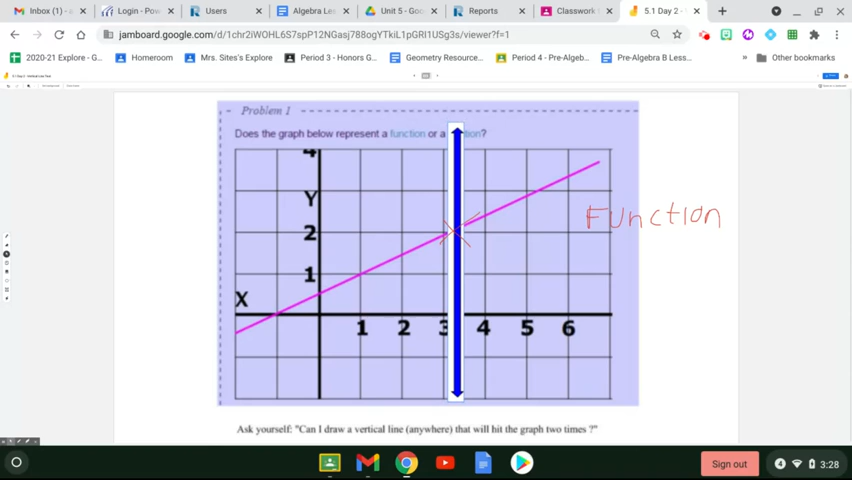 Inbox (1) - a
Login - Pow
Users
Algebra Les
Unit 5 - Goo
Reports
Classwork f
5.1 Day 2 -
jamboard.google.com/d/1chr2iW0HL6S7spP12NGasj788ogYTkiL1pGRI1USg3s/viewer?f=1
2020-21 Explore - G...
Homeroom
Mrs. Sites's Explore
Period 3 - Honors G...
Geometry Resource...
Period 4 - Pre-Algeb...
Pre-Algebra B Less...
»
Other bookmarks
Problem 1
Does the graph below represent a function or a tion?
4
Y
2
1
X
1 2 3 4 5 6
Function
Ask yourself: "Can I draw a vertical line (anywhere) that will hit the graph two times ?"
Sign out
4
3:28